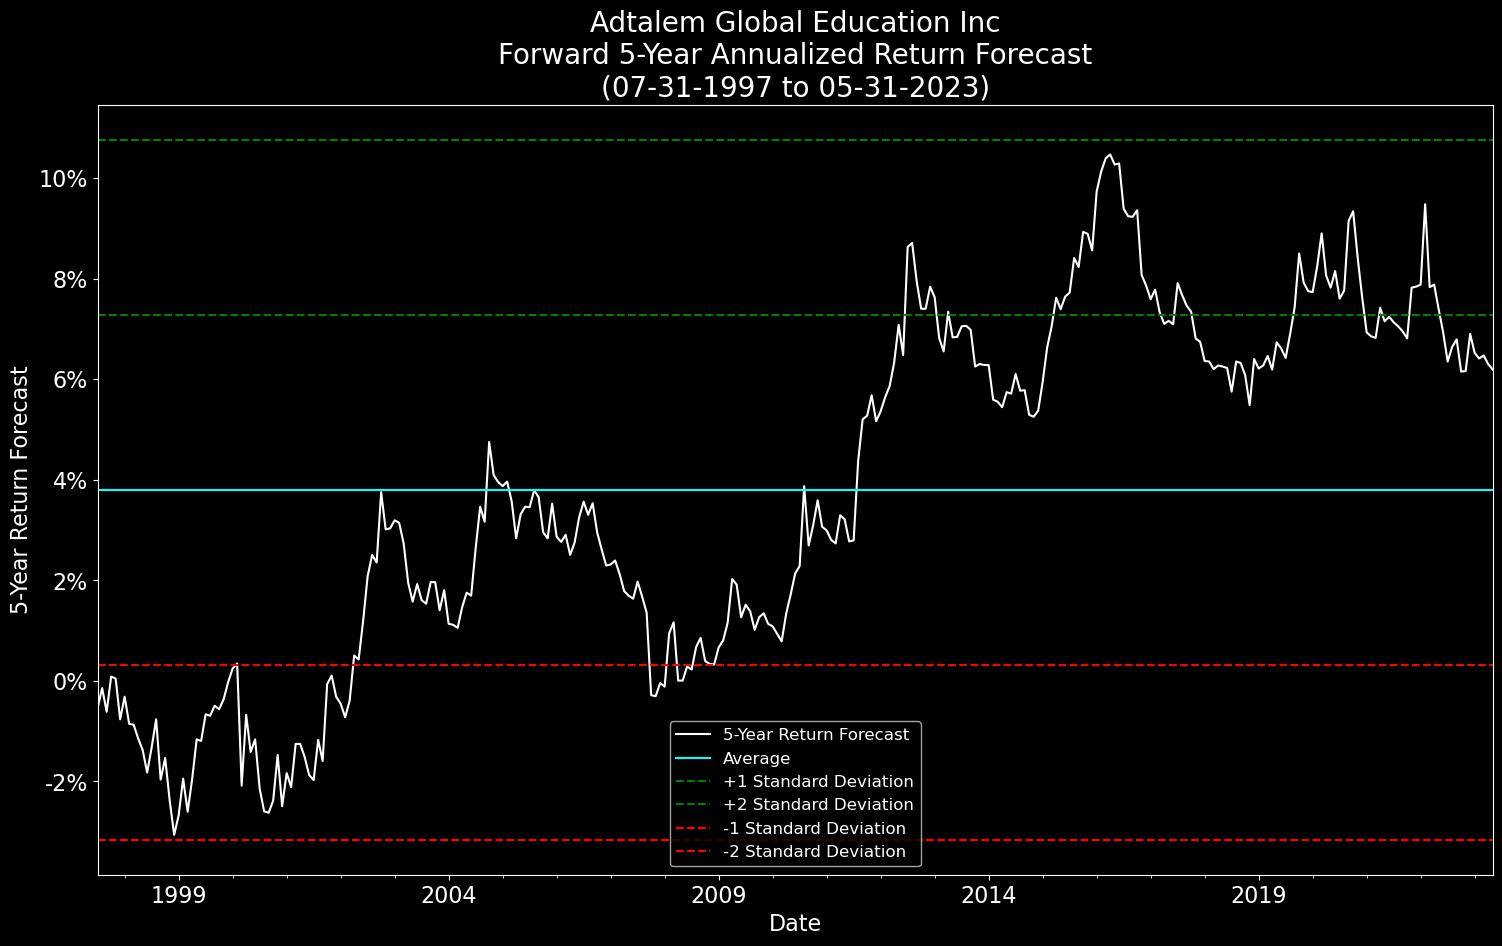 Adtalem Global Education Inc
Forward 5-Year Annualized Return Forecast
(07-31-1997 to 05-31-2023)
5-Year Return Forecast
10%
8%
6%
4%
2%
0%
-2%
5-Year Return Forecast
Average
+1 Standard Deviation
+2 Standard Deviation
-1 Standard Deviation
-2 Standard Deviation
1999
2004
2009
2014
2019
Date